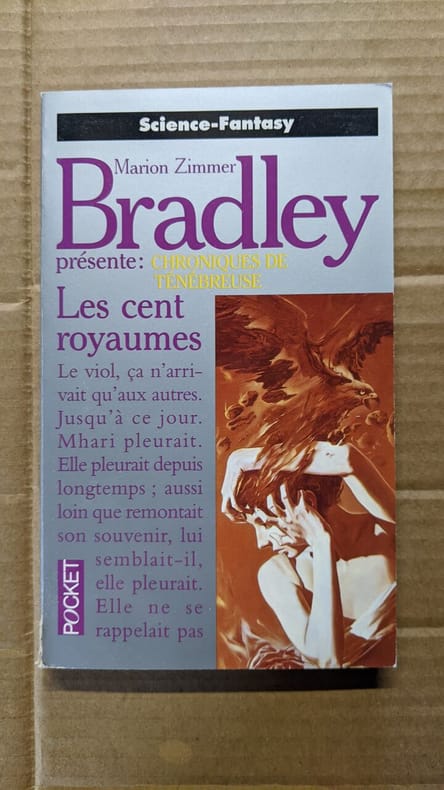 Science-Fantasy
Marion Zimmer
Bradley
présente: CHRONIQUES DE
TÉNÉBREUSE
Les cent
royaumes
Le viol, ça n'arri-
vait qu'aux autres.
Jusqu'à ce jour.
Mhari pleurait.
Elle pleurait depuis
longtemps ; aussi
loin que remontait
son souvenir, lui
semblait-il,
elle pleurait.
Elle ne se
rappelait pas
POCKET